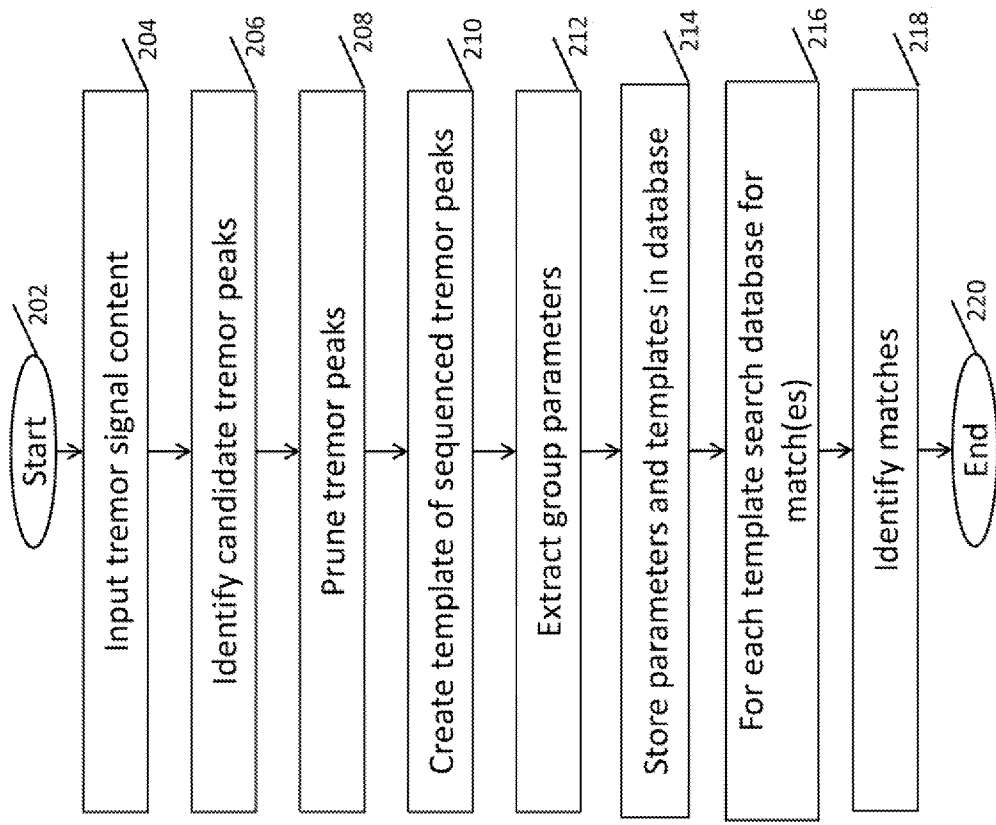 Start
202
Input tremor signal content
204
Identify candidate tremor peaks
206
Prune tremor peaks
208
Create template of sequenced tremor peaks
210
Extract group parameters
212
Store parameters and templates in database
214
For each template search database for
match(es)
216
Identify matches
218
End
220